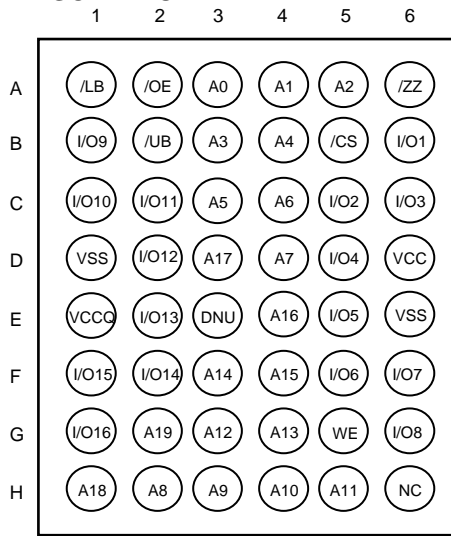 1 2 3 4 5 6
A /LB /OE A0 A1 A2 /ZZ
B I/O9 /UB A3 A4 /CS I/O1
C I/O10 I/O11 A5 A6 I/O2 I/O3
D VSS I/O12 A17 A7 I/O4 VCC
E VCCQ I/O13 DNU A16 I/O5 VSS
F I/O15 I/O14 A14 A15 I/O6 I/O7
G I/O16 A19 A12 A13 WE I/O8
H A18 A8 A9 A10 A11 NC